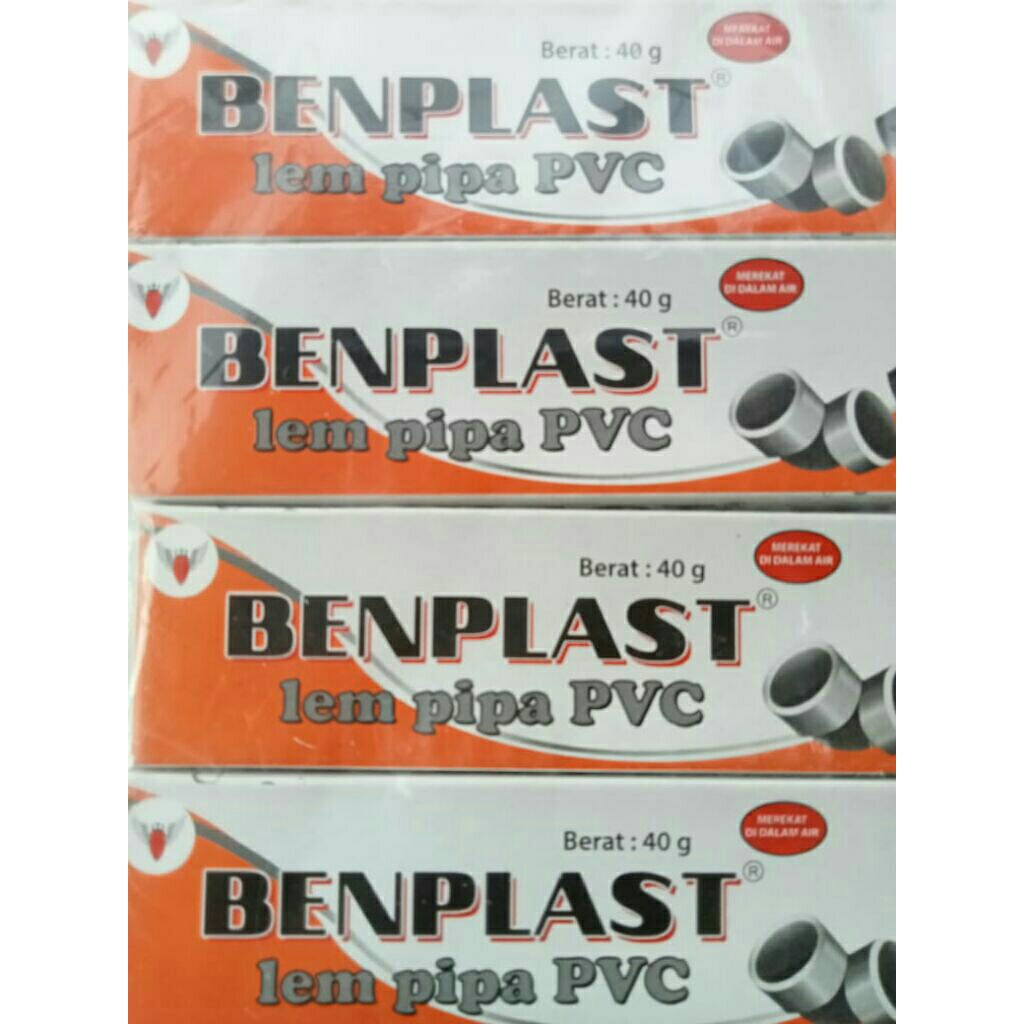 MEREKAT
DI DALAM AIR
Berat : 40 g
BENPLAST®
lem pipa PVC
MEREKAT
DI DALAM AIR
Berat : 40 g
BENPLAST®
lem pipa PVC
MEREKAT
DI DALAM AIR
Berat : 40 g
BENPLAST®
lem pipa PVC
MEREKAT
DI DALAM AIR
Berat : 40 g
BENPLAST®
lem pipa PVC